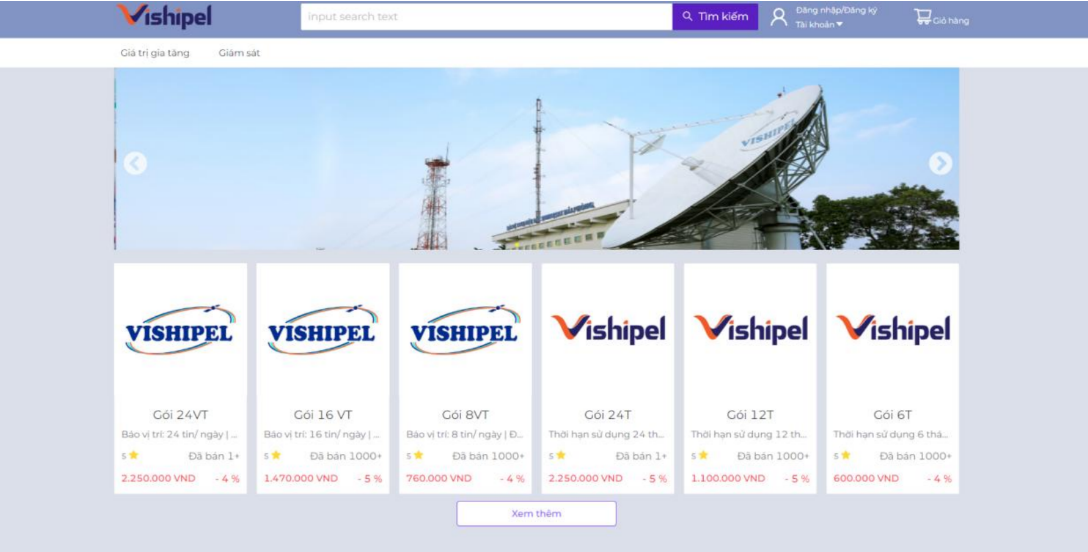 Vishipel
input search text
Tìm kiếm
Đăng nhập/Đăng ký
Tài khoản
Giỏ hàng
Giá trị gia tăng
Giám sát
VISHIPEL
VISHIPEL
VISHIPEL
VISHIPEL
Vishipel
Vishipel
Vishipel
Gói 24VT
Gói 16 VT
Gói 8VT
Gói 24T
Gói 12T
Gói 6T
Báo vị trí: 24 tin/ ngày | ...
Báo vị trí: 16 tin/ ngày | ...
Báo vị trí: 8 tin/ ngày | Đ...
Thời hạn sử dụng 24 th...
Thời hạn sử dụng 12 th...
Thời hạn sử dụng 6 thá...
5 Đã bán 1+
5 Đã bán 1000+
5 Đã bán 1000+
5 Đã bán 1+
5 Đã bán 1000+
5 Đã bán 1000+
2.250.000 VND - 4 %
1.470.000 VND - 5 %
760.000 VND - 4 %
2.250.000 VND - 5 %
1.100.000 VND - 5 %
600.000 VND - 4 %
Xem thêm